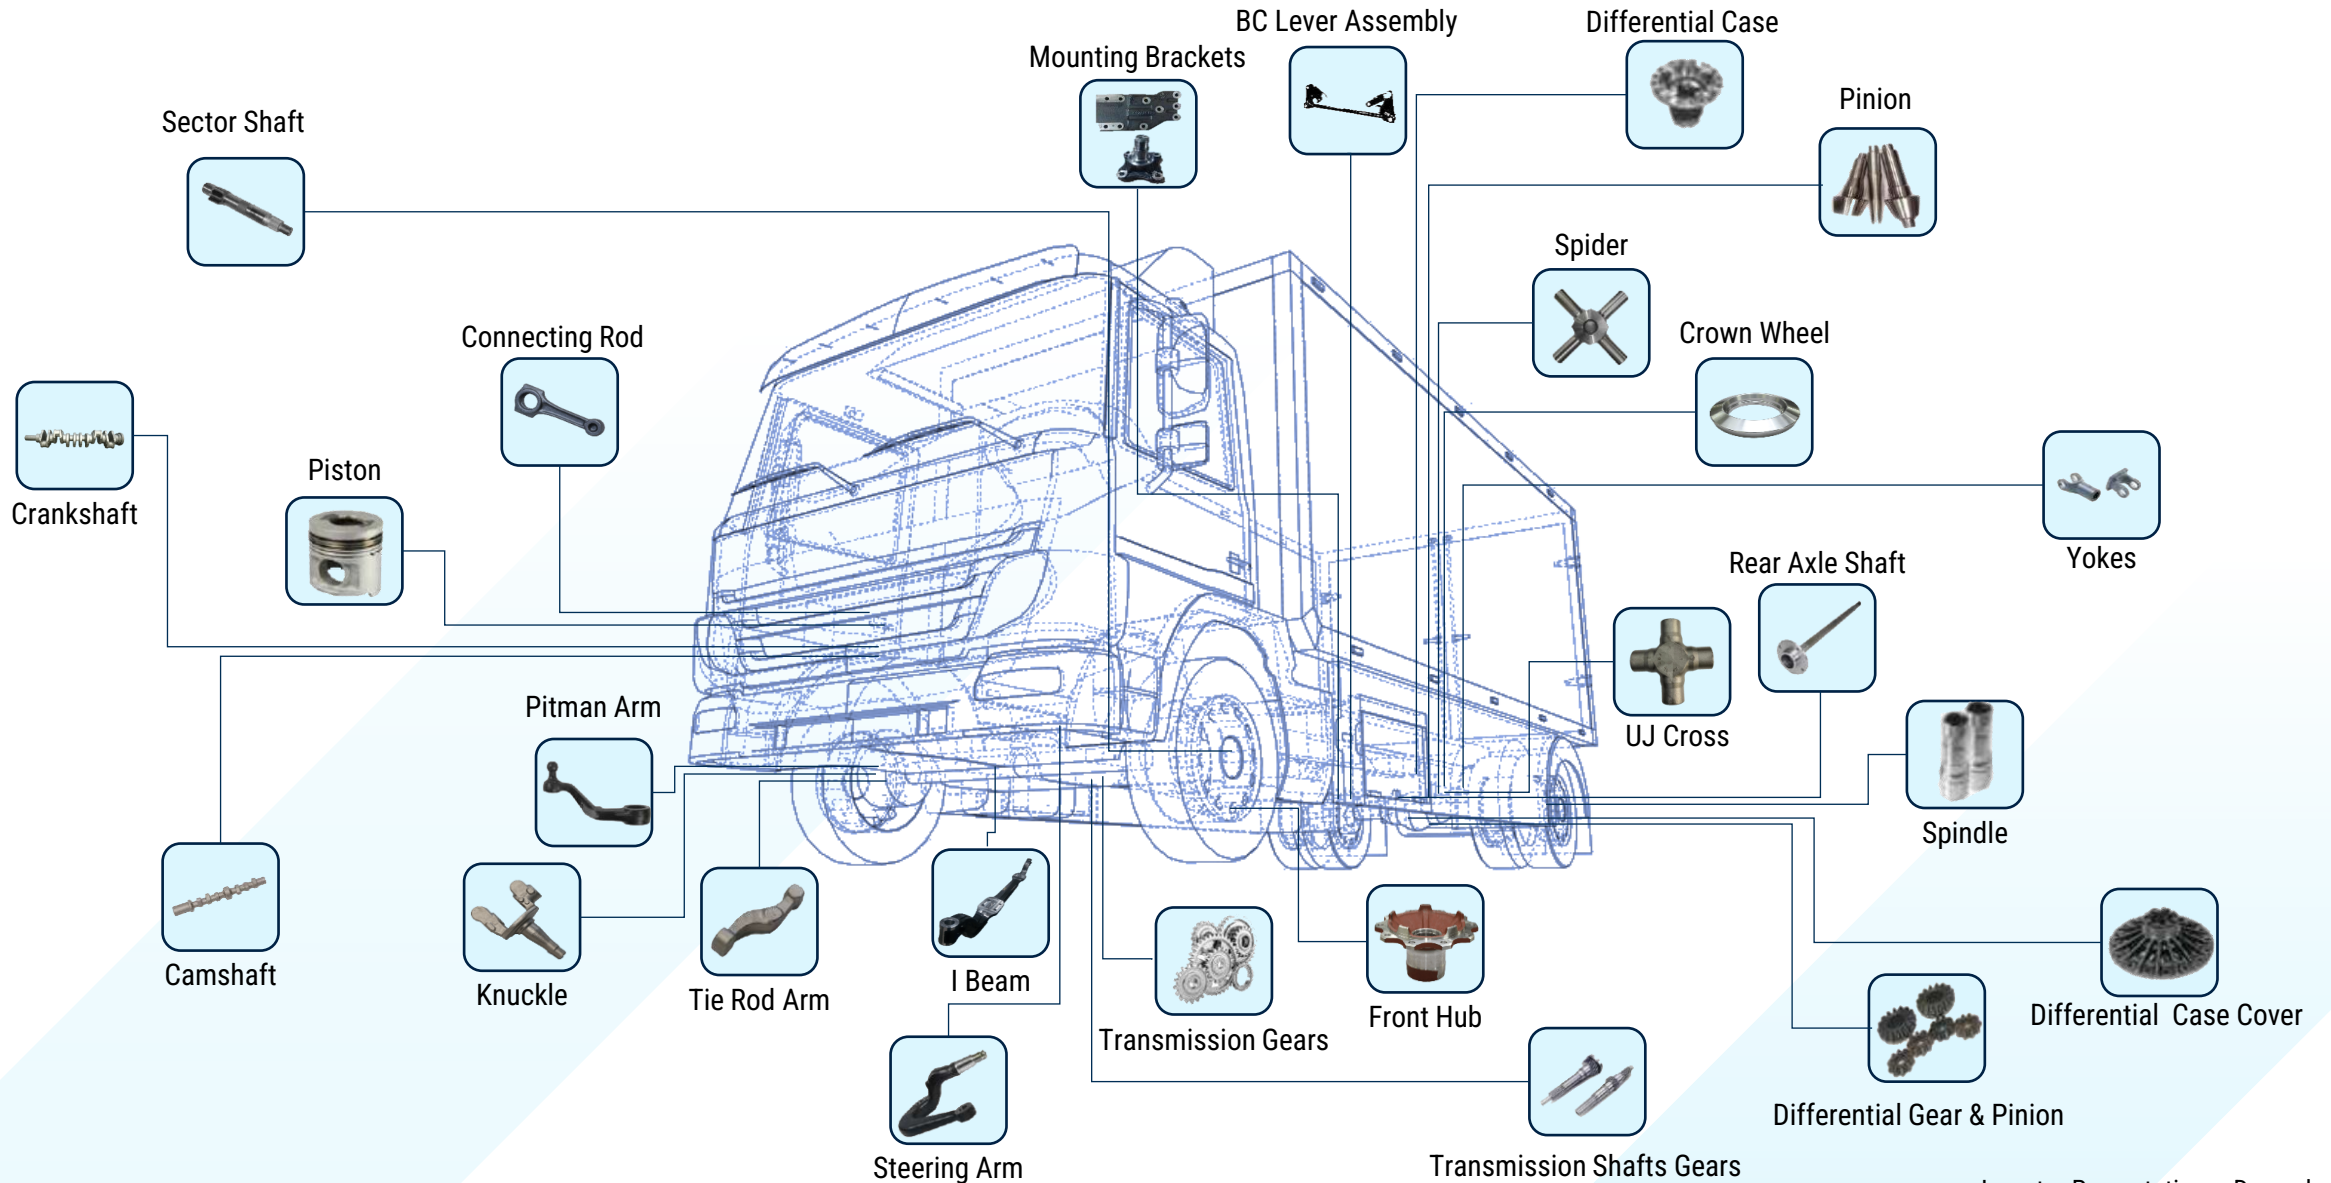 BC Lever Assembly
Differential Case
Mounting Brackets
Pinion
Sector Shaft
Spider
Crown Wheel
Connecting Rod
Piston
Crankshaft
Yokes
Rear Axle Shaft
Pitman Arm
UJ Cross
Spindle
Camshaft
Knuckle
Tie Rod Arm
I Beam
Transmission Gears
Front Hub
Differential  Case Cover
Differential Gear & Pinion
Steering Arm
Transmission Shafts Gears